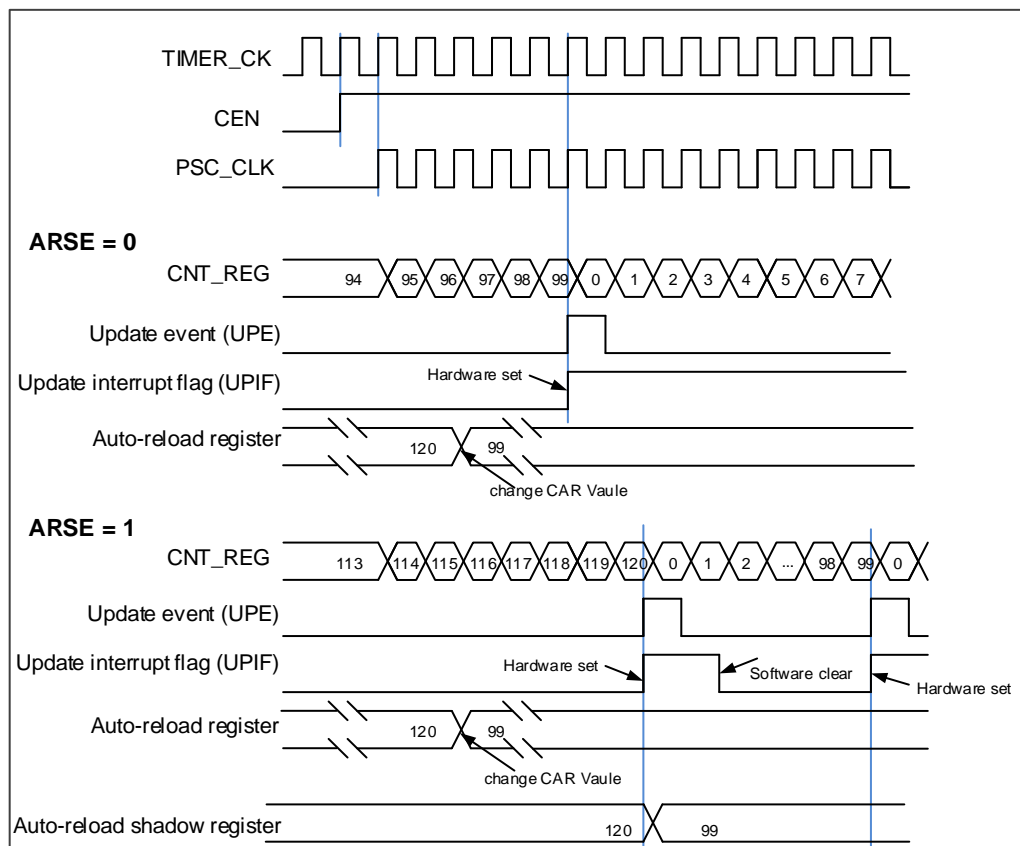 TIMER_CK
CEN
PSC_CLK
ARSE = 0
CNT_REG 94 95 96 97 98 99 0 1 2 3 4 5 6 7
Update event (UPE)
Update interrupt flag (UPIF) Hardware set
Auto-reload register 120 99
change CAR Vaule
ARSE = 1
CNT_REG 113 114 115 116 117 118 119 120 0 1 2 ... 98 99 0
Update event (UPE)
Update interrupt flag (UPIF) Hardware set Software clear Hardware set
Auto-reload register 120 99
change CAR Vaule
Auto-reload shadow register 120 99